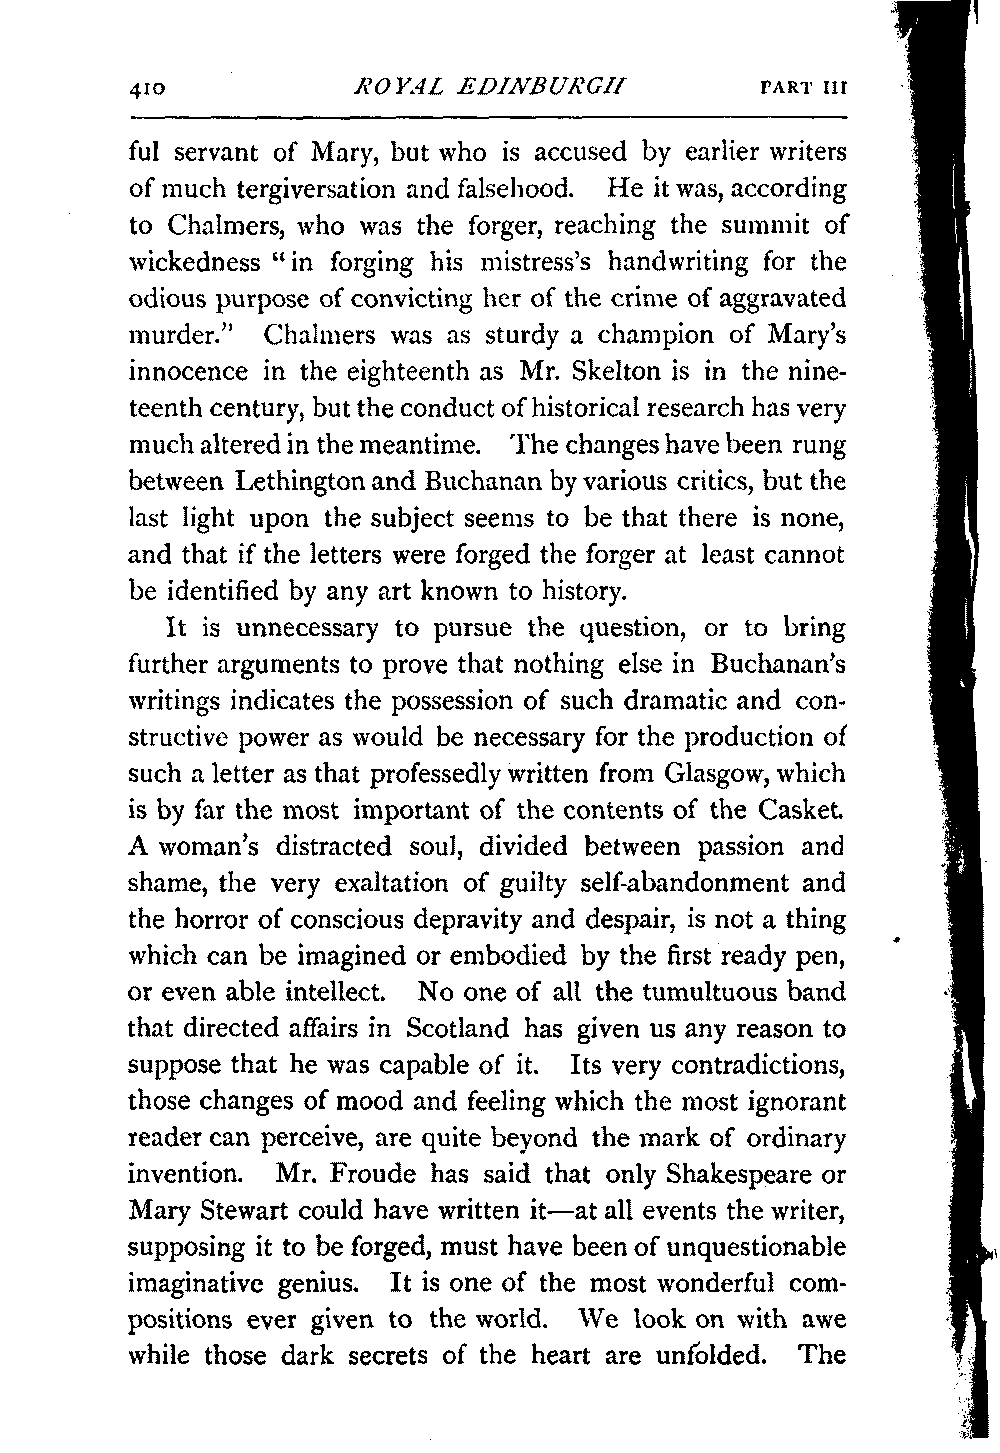 410 ROYAL EDINBURGH PART III
ful servant of Mary, but who is accused by earlier writers
of much tergiversation and falsehood. He it was, according
to Chalmers, who was the forger, reaching the summit of
wickedness "in forging his mistress's handwriting for the
odious purpose of convicting her of the crime of aggravated
murder." Chalmers was as sturdy a champion of Mary's
innocence in the eighteenth as Mr. Skelton is in the nine-
teenth century, but the conduct of historical research has very
much altered in the meantime. The changes have been rung
between Lethington and Buchanan by various critics, but the
last light upon the subject seems to be that there is none,
and that if the letters were forged the forger at least cannot
be identified by any art known to history.
It is unnecessary to pursue the question, or to bring
further arguments to prove that nothing else in Buchanan's
writings indicates the possession of such dramatic and con-
structive power as would be necessary for the production of
such a letter as that professedly written from Glasgow, which
is by far the most important of the contents of the Casket.
A woman's distracted soul, divided between passion and
shame, the very exaltation of guilty self-abandonment and
the horror of conscious depravity and despair, is not a thing
which can be imagined or embodied by the first ready pen,
or even able intellect. No one of all the tumultuous band
that directed affairs in Scotland has given us any reason to
suppose that he was capable of it. Its very contradictions,
those changes of mood and feeling which the most ignorant
reader can perceive, are quite beyond the mark of ordinary
invention. Mr. Froude has said that only Shakespeare or
Mary Stewart could have written it—at all events the writer,
supposing it to be forged, must have been of unquestionable
imaginative genius. It is one of the most wonderful com-
positions ever given to the world. We look on with awe
while those dark secrets of the heart are unfolded. The